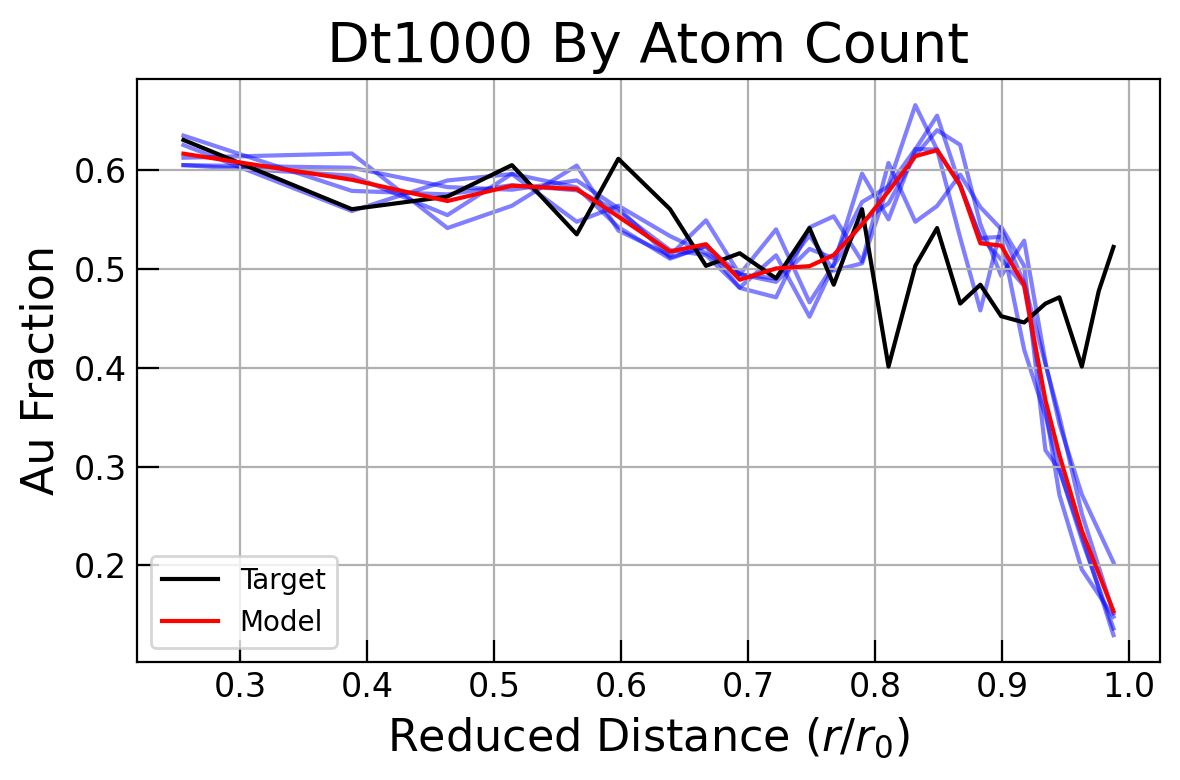 Dt1000 By Atom Count
Au Fraction
0.6
0.5
0.4
0.3
0.2
Target
Model
0.3 0.4 0.5 0.6 0.7 0.8 0.9 1.0
Reduced Distance (r/r₀)